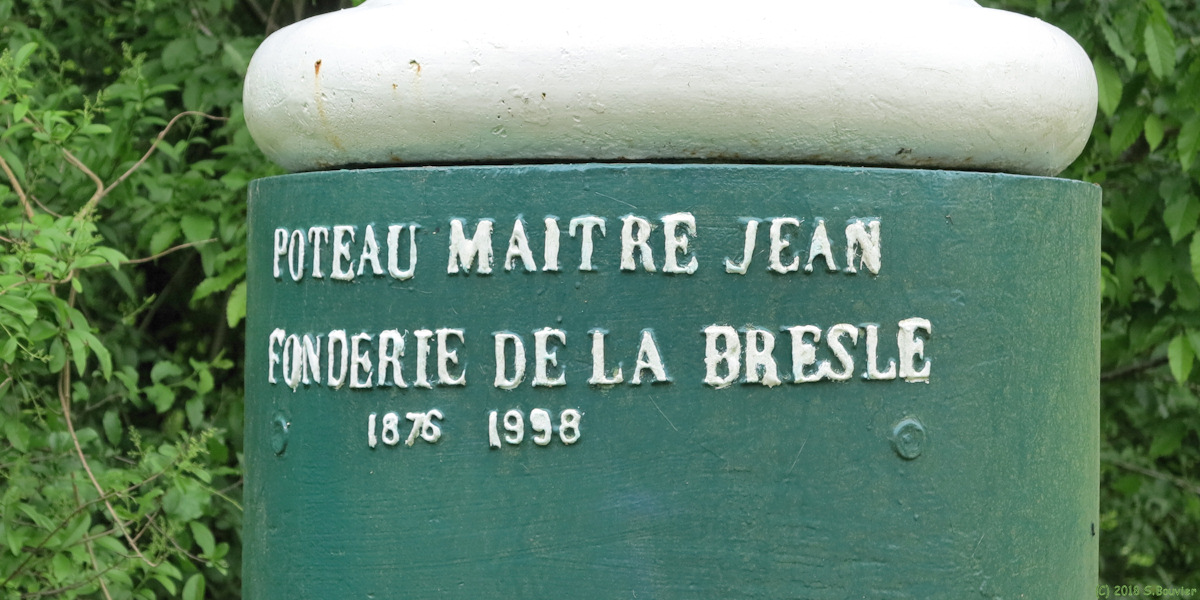 POTEAU MAITRE JEAN
FONDERIE DE LA BRESLE
1876 1998
(C) 2018 S.Bouvier